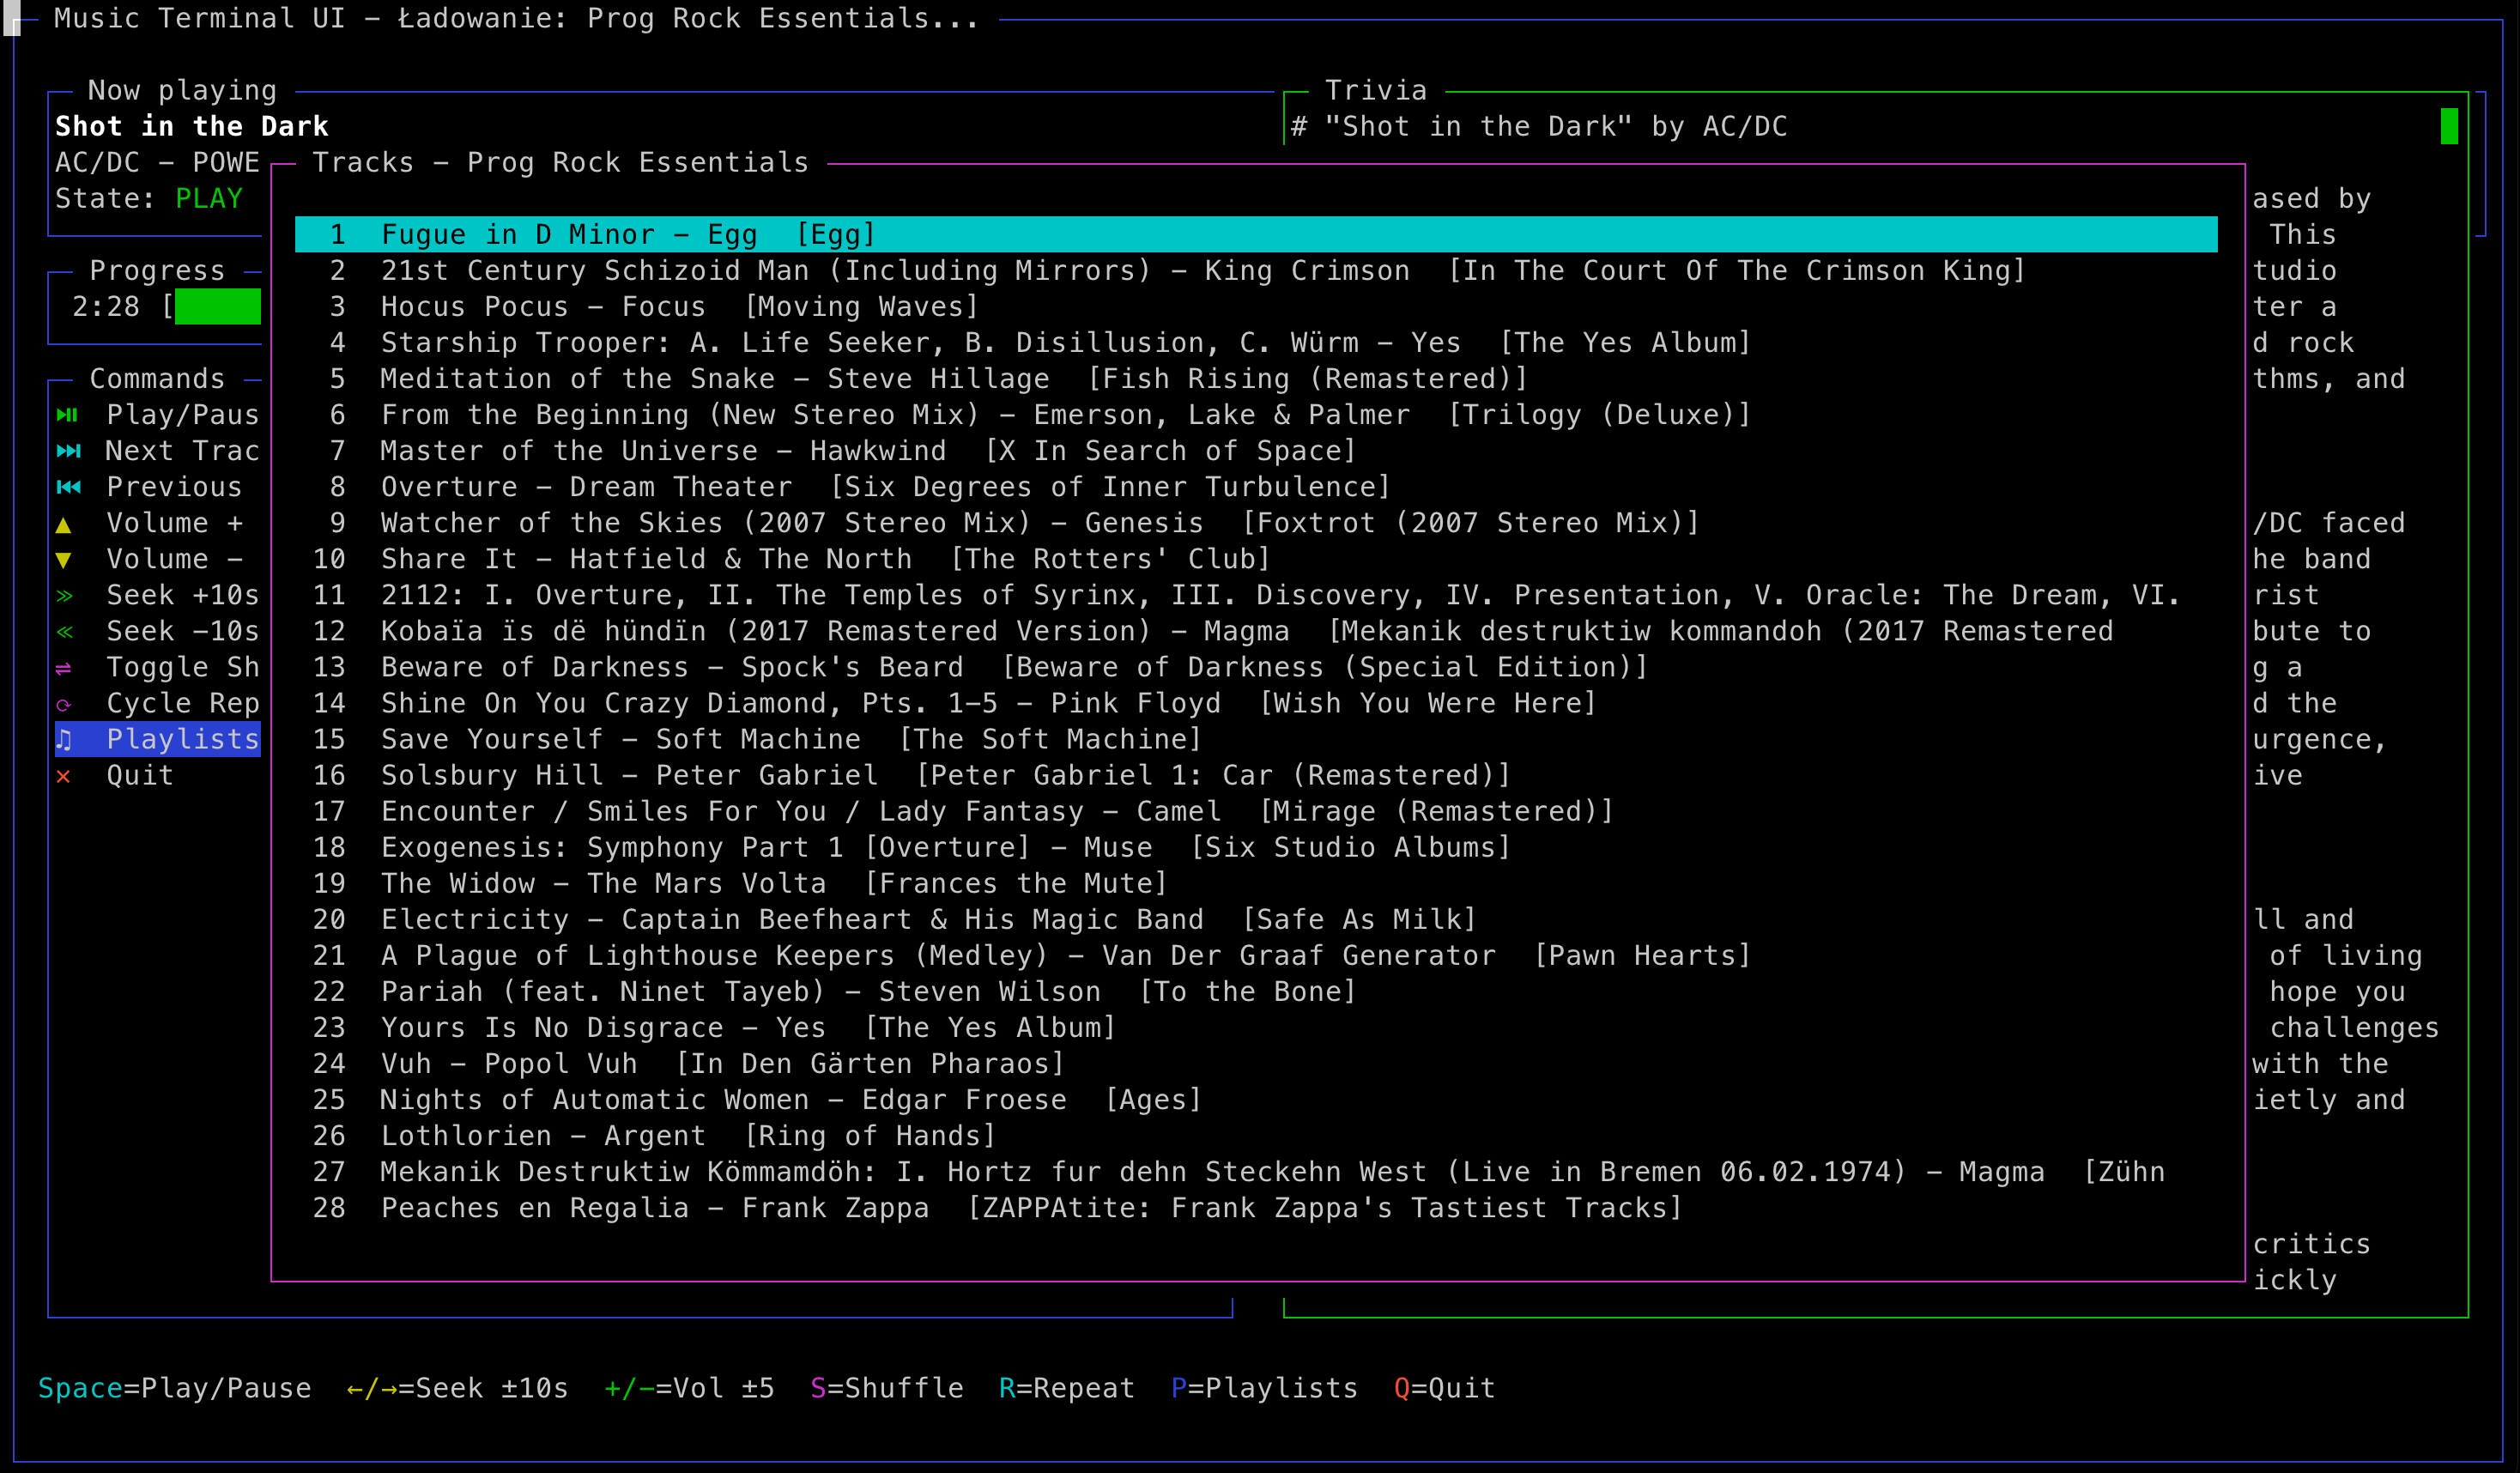 Music Terminal UI – Ładowanie: Prog Rock Essentials...
Now playing
Trivia
Shot in the Dark
# "Shot in the Dark" by AC/DC
AC/DC – POWE
Tracks – Prog Rock Essentials
State: PLAY
ased by
1 Fugue in D Minor – Egg [Egg]
This
Progress
2 21st Century Schizoid Man (Including Mirrors) – King Crimson [In The Court Of The Crimson King]
tudio
2:28 [
3 Hocus Pocus – Focus [Moving Waves]
ter a
4 Starship Trooper: A. Life Seeker, B. Disillusion, C. Würm – Yes [The Yes Album]
d rock
Commands
5 Meditation of the Snake – Steve Hillage [Fish Rising (Remastered)]
thms, and
⏯ Play/Paus
6 From the Beginning (New Stereo Mix) – Emerson, Lake & Palmer [Trilogy (Deluxe)]
⏭ Next Trac
7 Master of the Universe – Hawkwind [X In Search of Space]
⏮ Previous
8 Overture – Dream Theater [Six Degrees of Inner Turbulence]
▲ Volume +
9 Watcher of the Skies (2007 Stereo Mix) – Genesis [Foxtrot (2007 Stereo Mix)]
/DC faced
▼ Volume –
10 Share It – Hatfield & The North [The Rotters' Club]
he band
≫ Seek +10s
11 2112: I. Overture, II. The Temples of Syrinx, III. Discovery, IV. Presentation, V. Oracle: The Dream, VI.
rist
≪ Seek –10s
12 Kobaïa ïs dë hündïn (2017 Remastered Version) – Magma [Mekanik destruktiw kommandoh (2017 Remastered
bute to
⇌ Toggle Sh
13 Beware of Darkness – Spock's Beard [Beware of Darkness (Special Edition)]
g a
⟳ Cycle Rep
14 Shine On You Crazy Diamond, Pts. 1–5 – Pink Floyd [Wish You Were Here]
d the
♫ Playlists
15 Save Yourself – Soft Machine [The Soft Machine]
urgence,
✕ Quit
16 Solsbury Hill – Peter Gabriel [Peter Gabriel 1: Car (Remastered)]
ive
17 Encounter / Smiles For You / Lady Fantasy – Camel [Mirage (Remastered)]
18 Exogenesis: Symphony Part 1 [Overture] – Muse [Six Studio Albums]
19 The Widow – The Mars Volta [Frances the Mute]
20 Electricity – Captain Beefheart & His Magic Band [Safe As Milk]
ll and
21 A Plague of Lighthouse Keepers (Medley) – Van Der Graaf Generator [Pawn Hearts]
of living
22 Pariah (feat. Ninet Tayeb) – Steven Wilson [To the Bone]
hope you
23 Yours Is No Disgrace – Yes [The Yes Album]
challenges
24 Vuh – Popol Vuh [In Den Gärten Pharaos]
with the
25 Nights of Automatic Women – Edgar Froese [Ages]
ietly and
26 Lothlorien – Argent [Ring of Hands]
27 Mekanik Destruktiw Kömmamdöh: I. Hortz fur dehn Steckehn West (Live in Bremen 06.02.1974) – Magma [Zühn
28 Peaches en Regalia – Frank Zappa [ZAPPAtite: Frank Zappa's Tastiest Tracks]
critics
ickly
Space=Play/Pause ←/→=Seek ±10s +/–=Vol ±5 S=Shuffle R=Repeat P=Playlists Q=Quit